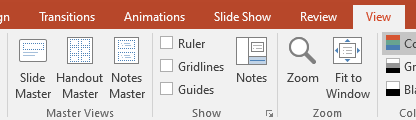 Transitions Animations Slide Show Review View
Slide Master
Handout Master
Notes Master
Master Views
Ruler
Gridlines
Guides
Notes
Show
Zoom
Fit to Window
Zoom